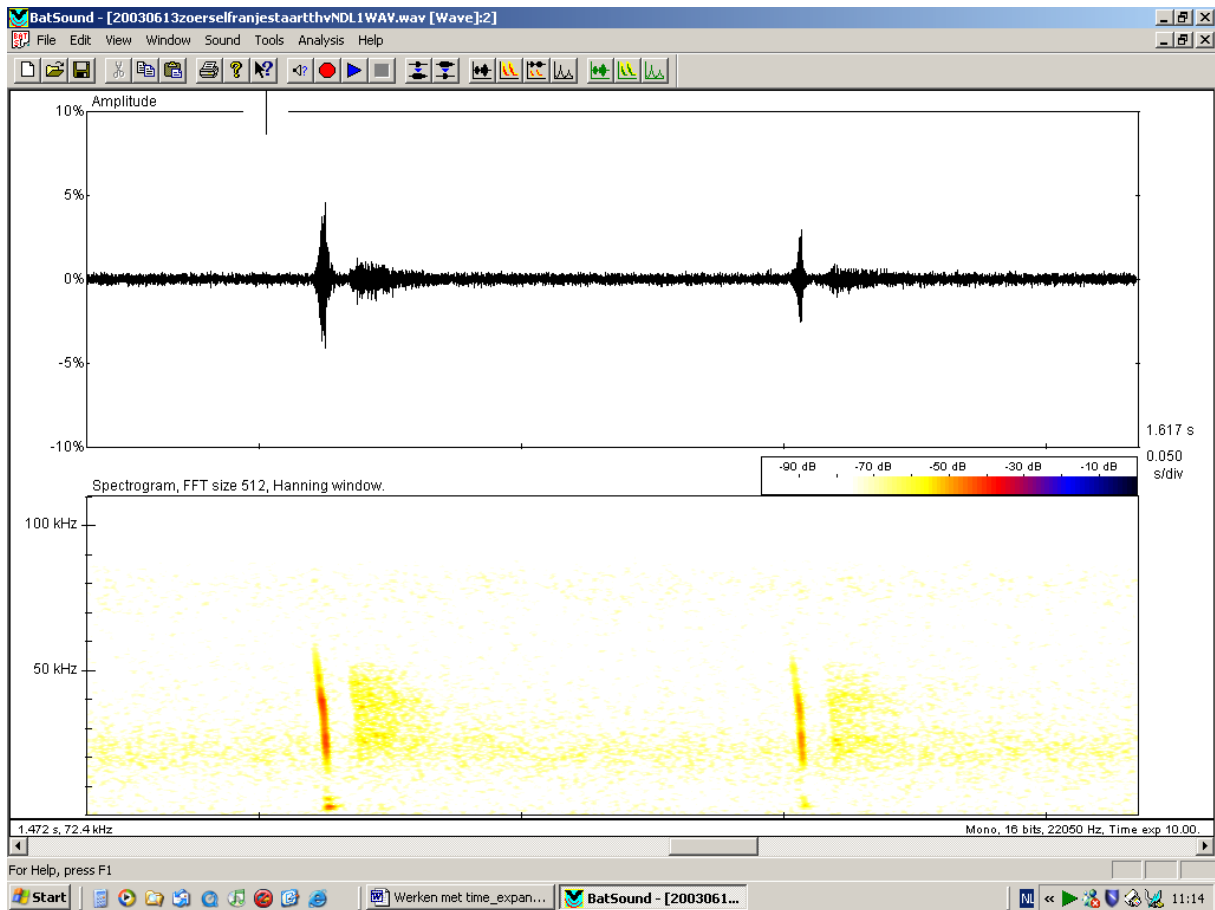 BatSound - [20030613zoerselfranjestaartthvNDL1WAV.wav [Wave]:2]
File Edit View Window Sound Tools Analysis Help
Amplitude
10%
5%
0%
-5%
-10%
1.617 s
0.050
s/div
-90 dB -70 dB -50 dB -30 dB -10 dB
Spectrogram, FFT size 512, Hanning window.
100 kHz
50 kHz
1.472 s, 72.4 kHz Mono, 16 bits, 22050 Hz, Time exp 10.00.
For Help, press F1
Start Werken met time_expan... BatSound - [2003061... NL « 11:14